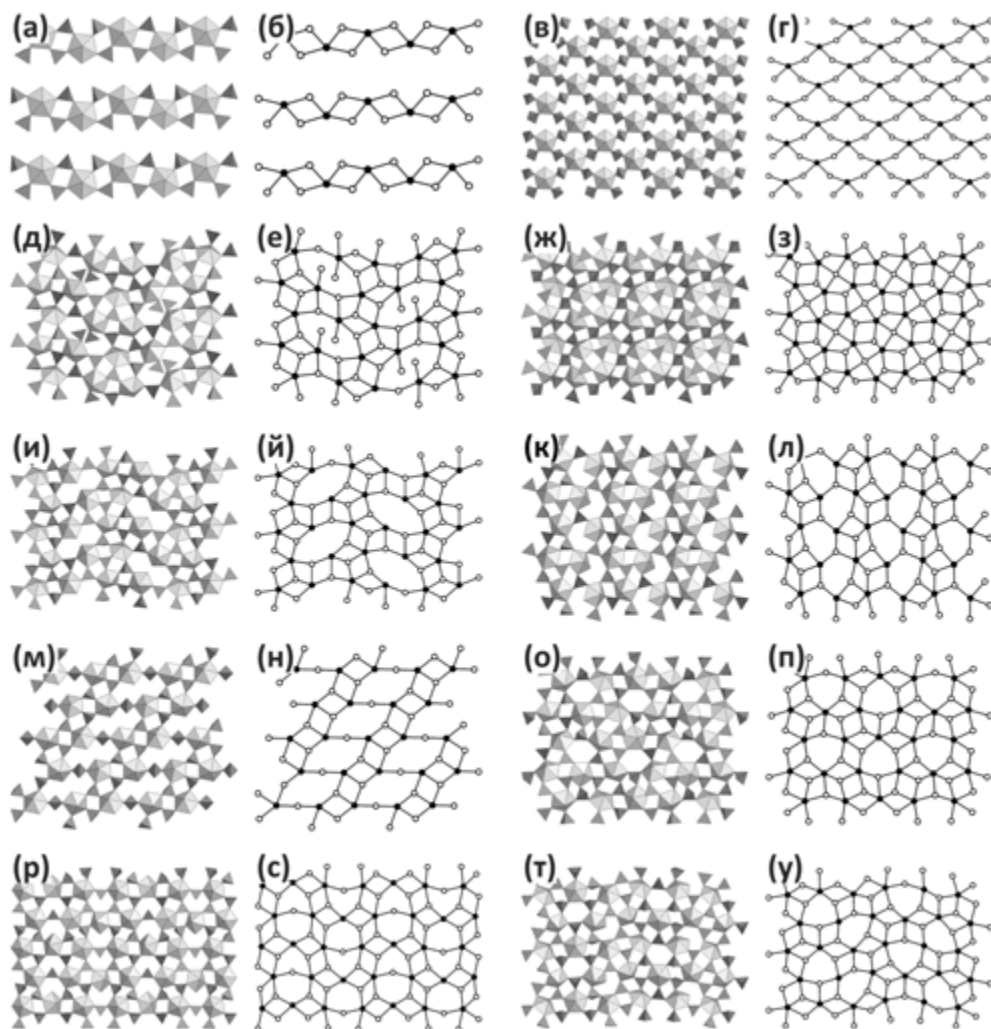 (а) (б) (в) (г)
(д) (е) (ж) (з)
(и) (й) (к) (л)
(м) (н) (о) (п)
(р) (с) (т) (у)